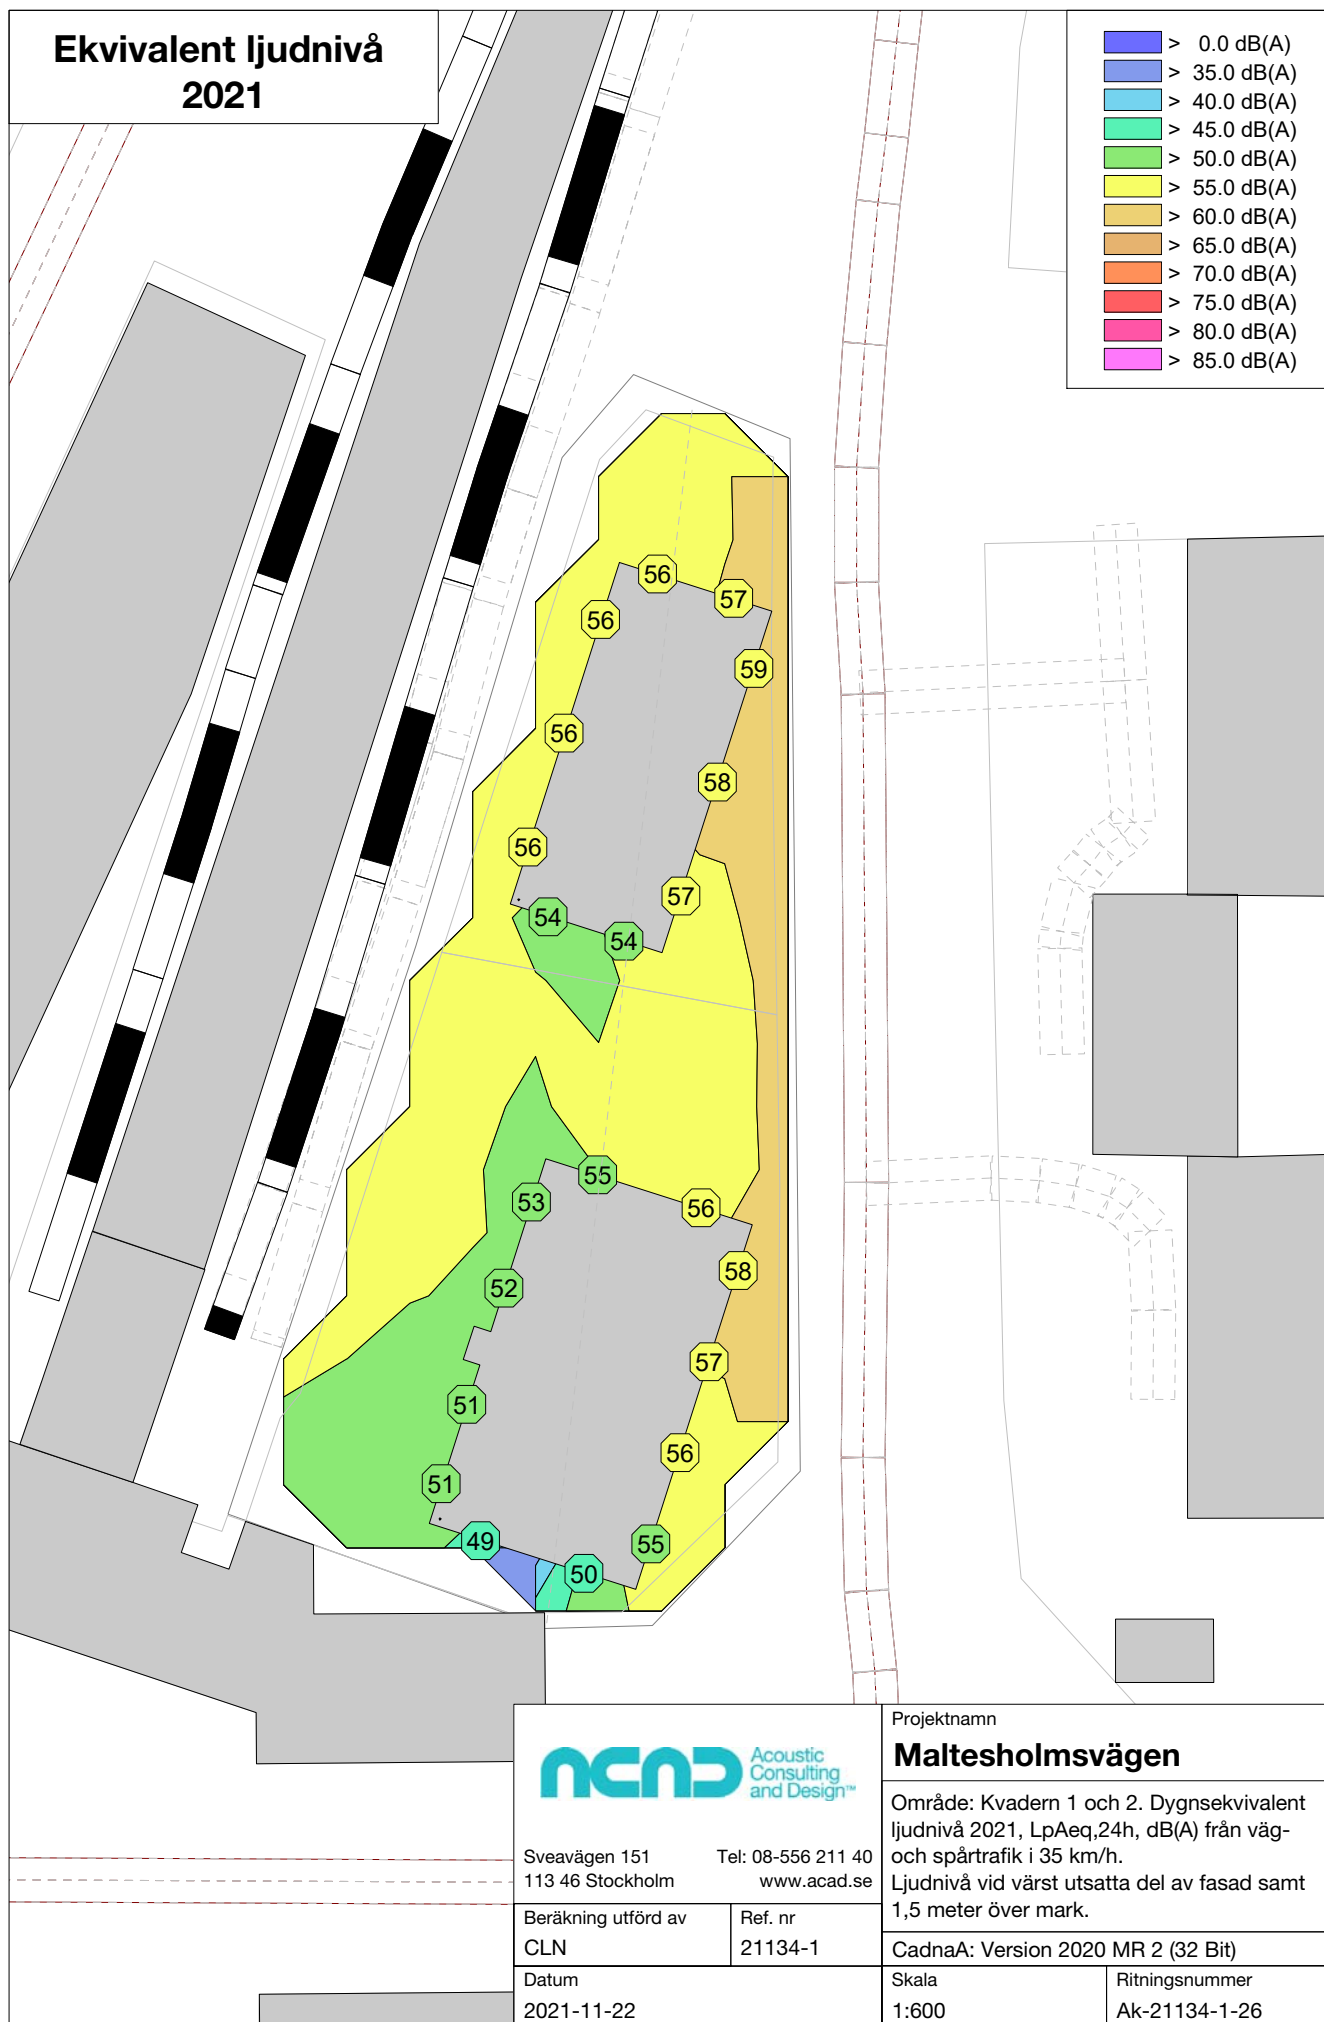 Ekvivalent ljudnivå
2021
> 0.0 dB(A)
> 35.0 dB(A)
> 40.0 dB(A)
> 45.0 dB(A)
> 50.0 dB(A)
> 55.0 dB(A)
> 60.0 dB(A)
> 65.0 dB(A)
> 70.0 dB(A)
> 75.0 dB(A)
> 80.0 dB(A)
> 85.0 dB(A)
56
57
56
59
56
58
56
57
54
54
55
53
56
58
52
57
51
56
51
49
55
50
acad Acoustic
Consulting
and Design™
Sveavägen 151 Tel: 08-556 211 40
113 46 Stockholm www.acad.se
Beräkning utförd av
CLN
Ref. nr
21134-1
Datum
2021-11-22
Projektnamn
Maltesholmsvägen
Område: Kvadern 1 och 2. Dygnsekvivalent
ljudnivå 2021, LpAeq,24h, dB(A) från väg-
och spårtrafik i 35 km/h.
Ljudnivå vid värst utsatta del av fasad samt
1,5 meter över mark.
CadnaA: Version 2020 MR 2 (32 Bit)
Skala
1:600
Ritningsnummer
Ak-21134-1-26